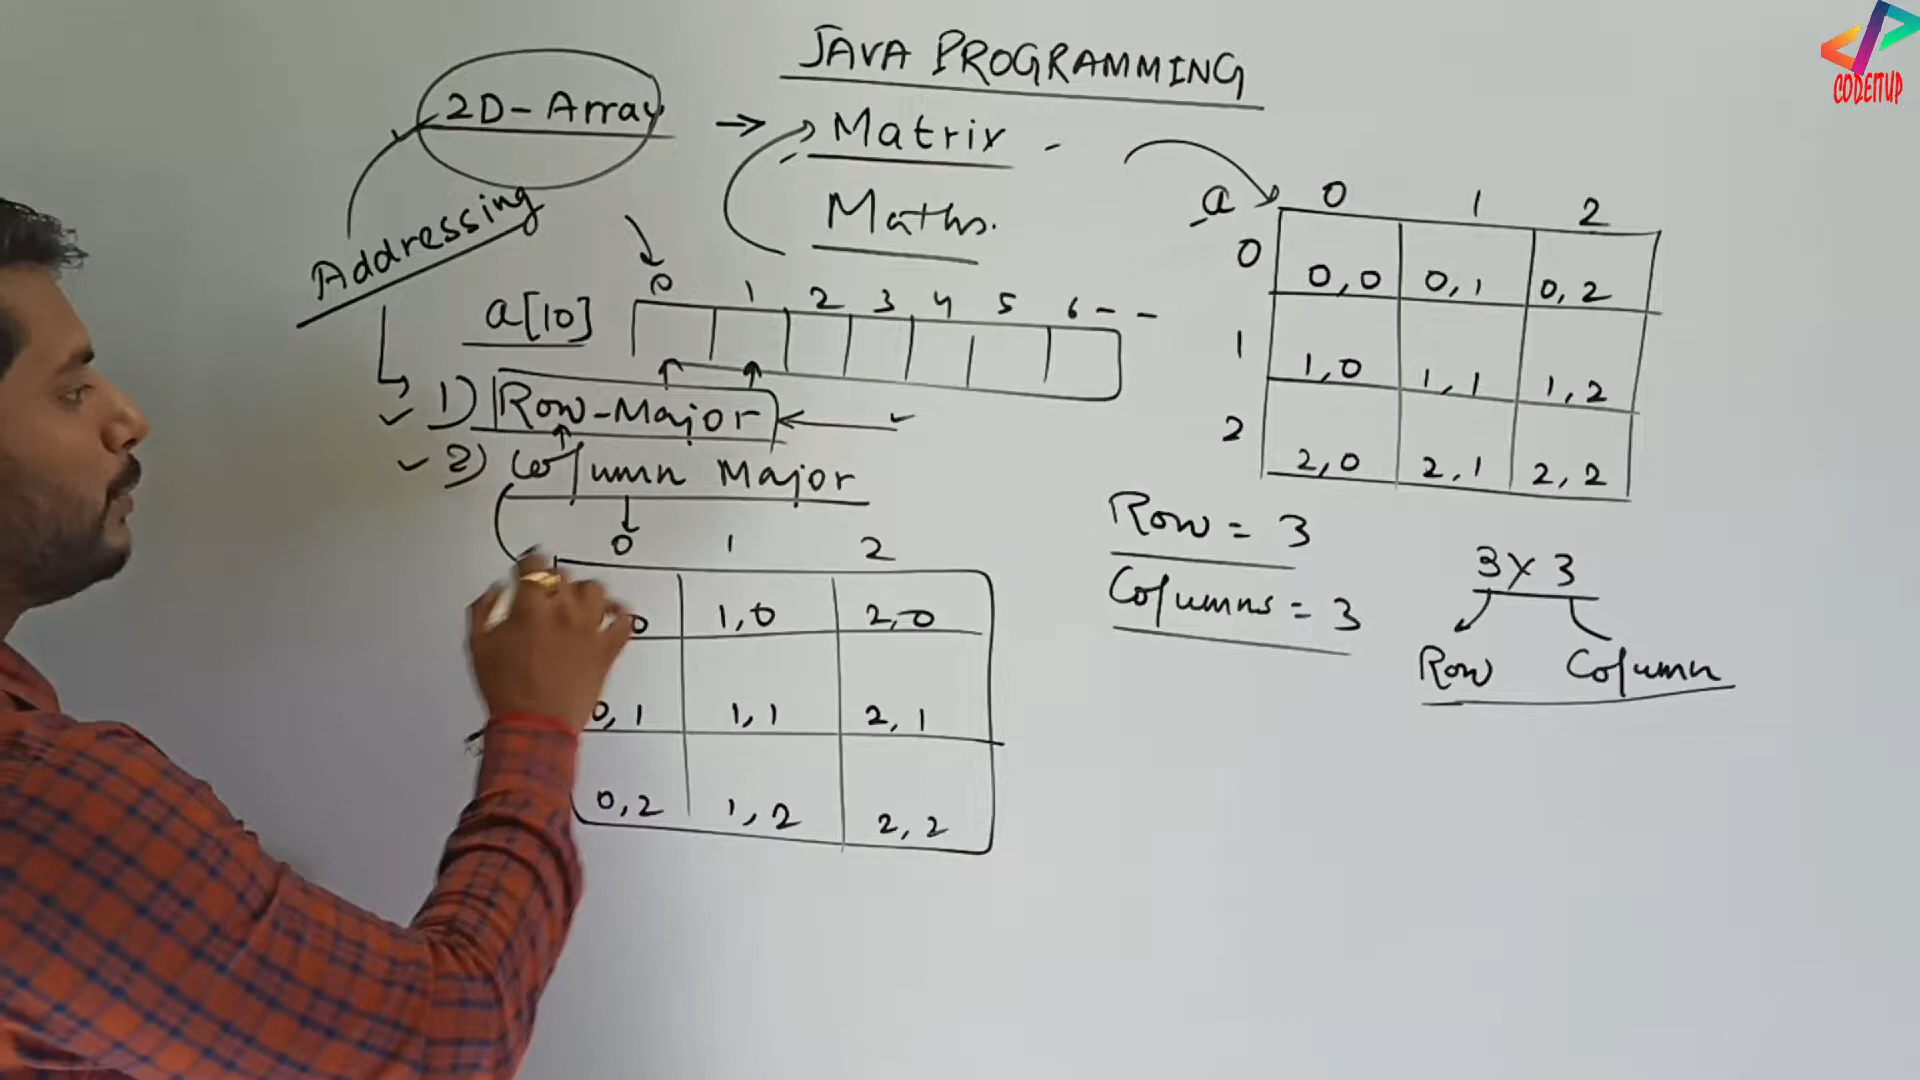 JAVA PROGRAMMING
CODEITUP
2D-Array → Matrix
Maths.
Addressing
a[10]
0 1 2 3 4 5 6 - -
1) Row-Major
2) Column Major
0 1 2
1,0 2,0
0,1 1,1 2,1
0,2 1,2 2,2
a 0 1 2
0 0,0 0,1 0,2
1 1,0 1,1 1,2
2 2,0 2,1 2,2
Row = 3
Columns = 3
3 x 3
Row Column